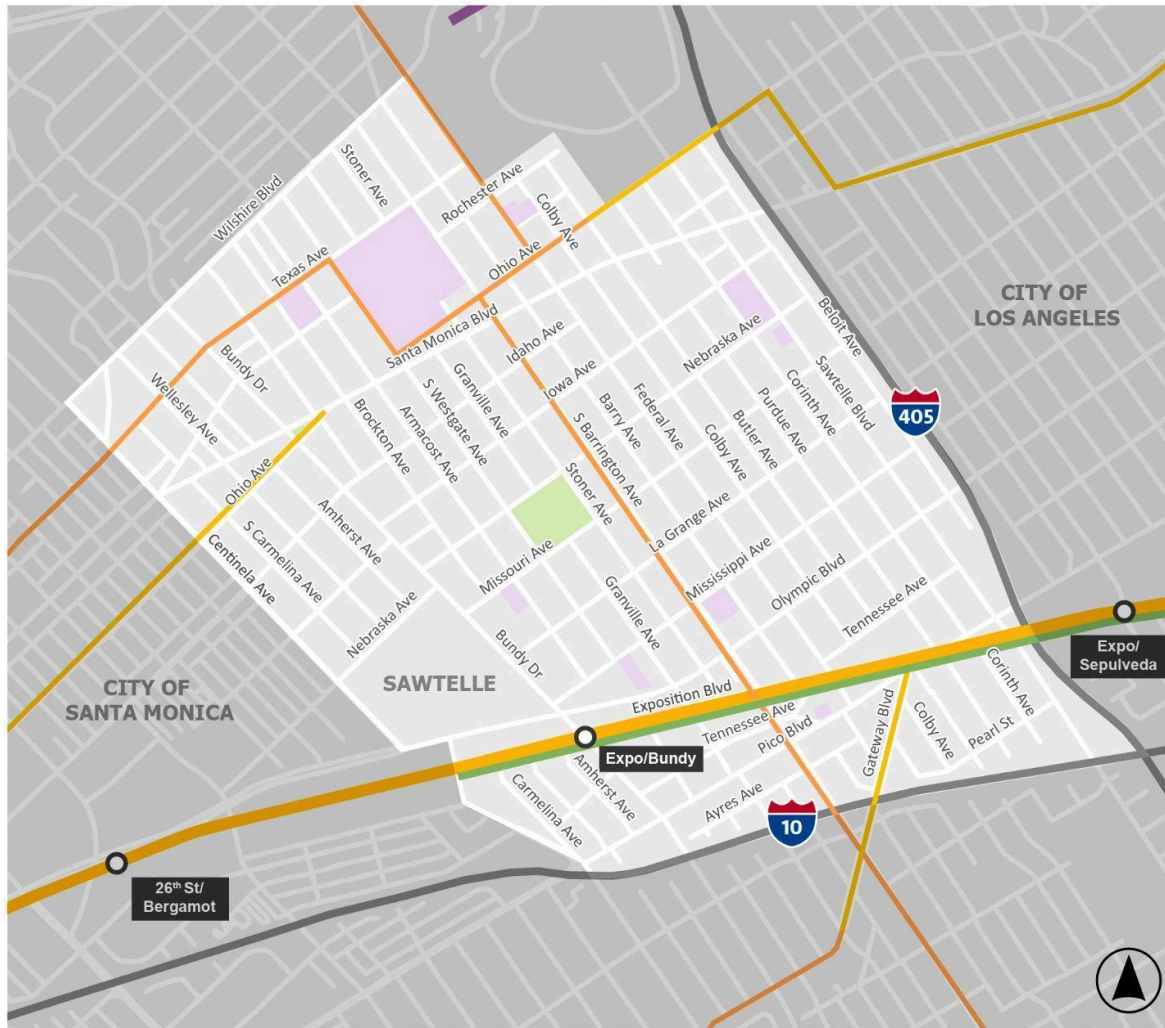 Stoner Ave
Rochester Ave
Wilshire Blvd
Colby Ave
Texas Ave
Ohio Ave
CITY OF
LOS ANGELES
Beloit Ave
Santa Monica Blvd
Idaho Ave
Nebraska Ave
Bundy Dr
Wellesley Ave
Granville Ave
Iowa Ave
Sawtelle Blvd
Corinth Ave
S Westgate Ave
Federal Ave
Barry Ave
Purdue Ave
405
Brockton Ave
Armacost Ave
S Barrington Ave
Butler Ave
Colby Ave
Ohio Ave
Stoner Ave
Amherst Ave
La Grange Ave
S Carmelina Ave
Centinela Ave
Missouri Ave
Mississippi Ave
Olympic Blvd
Nebraska Ave
Granville Ave
Tennessee Ave
Bundy Dr
Expo/
Sepulveda
CITY OF
SANTA MONICA
SAWTELLE
Exposition Blvd
Corinth Ave
Tennessee Ave
Pico Blvd
Gateway Blvd
Colby Ave
Pearl St
Expo/Bundy
Carmelina Ave
Amherst Ave
Ayres Ave
10
26th St/
Bergamot